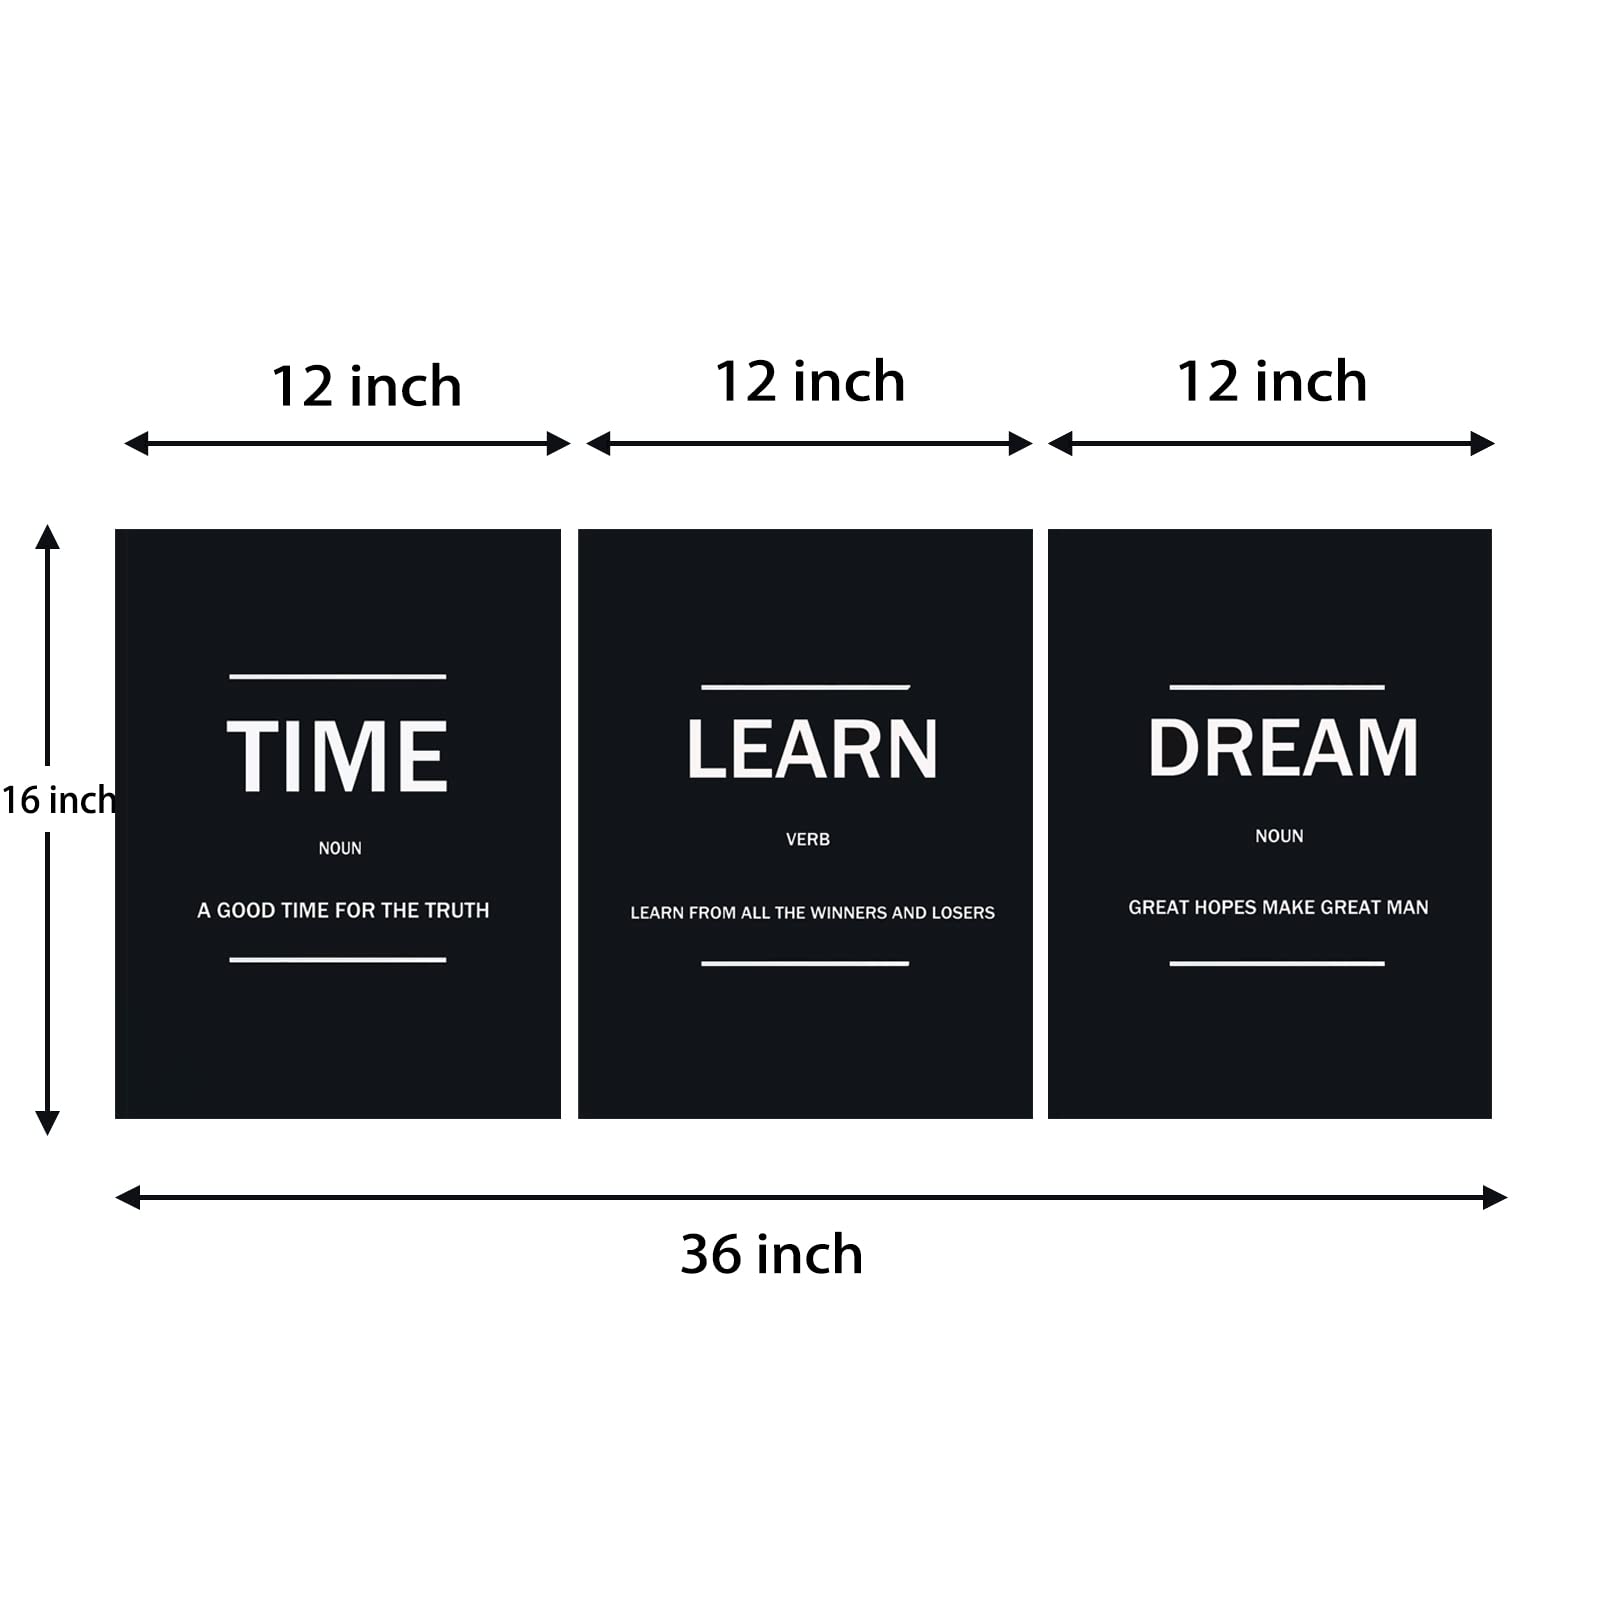 12 inch
12 inch
12 inch
16 inch
TIME
NOUN
A GOOD TIME FOR THE TRUTH
LEARN
VERB
LEARN FROM ALL THE WINNERS AND LOSERS
DREAM
NOUN
GREAT HOPES MAKE GREAT MAN
36 inch